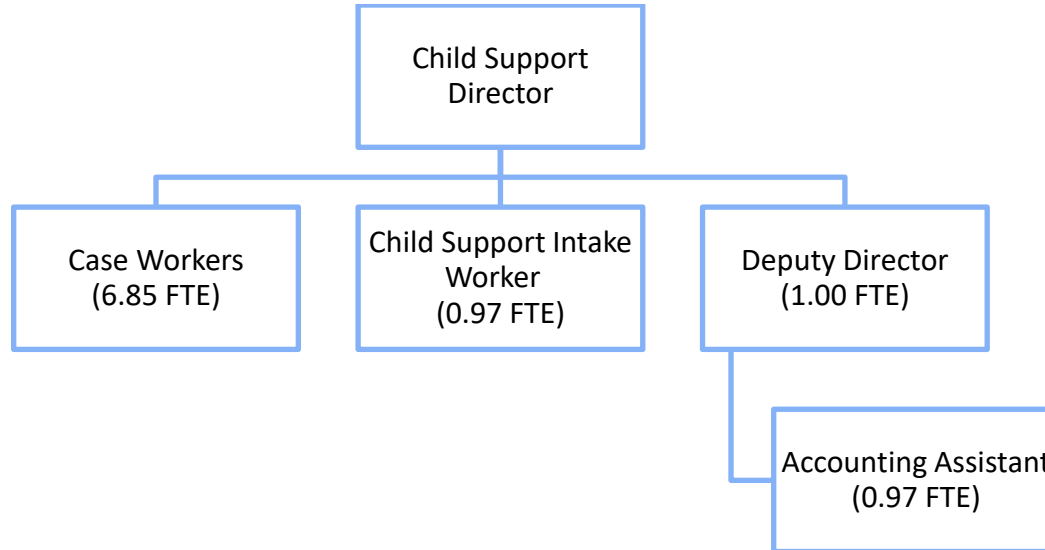 Child Support
Director
Case Workers
(6.85 FTE)
Child Support Intake
Worker
(0.97 FTE)
Deputy Director
(1.00 FTE)
Accounting Assistant
(0.97 FTE)